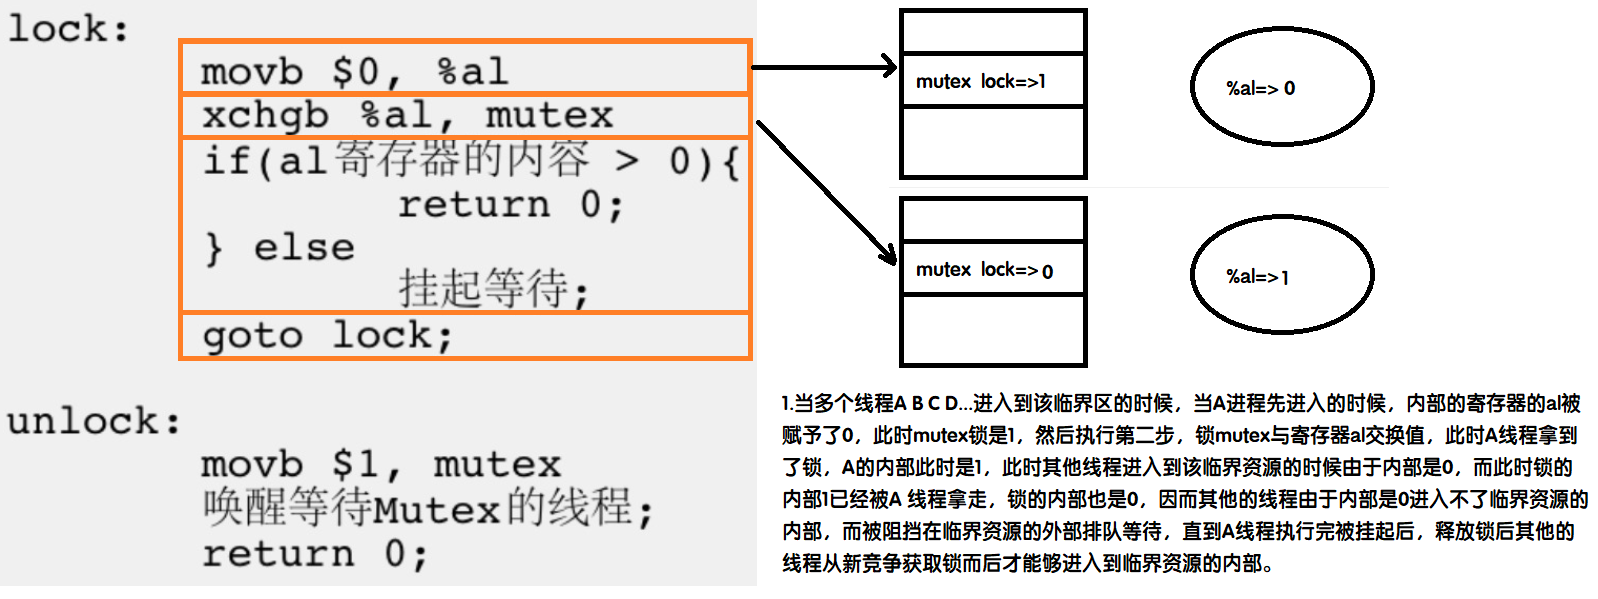 lock:
movb $0, %al
xchgb %al, mutex
if(al寄存器的内容 > 0){
return 0;
} else
挂起等待;
goto lock;
unlock:
movb $1, mutex
唤醒等待Mutex的线程;
return 0;
mutex lock=>1
%al=> 0
mutex lock=> 0
%al=>1
1.当多个线程A B C D...进入到该临界区的时候，当A进程先进入的时候，内部的寄存器的al被
赋予了0，此时mutex锁是1，然后执行第二步，锁mutex与寄存器al交换值，此时A线程拿到
了锁，A的内部此时是1，此时其他线程进入到该临界资源的时候由于内部是0，而此时锁的
内部1已经被A 线程拿走，锁的内部也是0，因而其他的线程由于内部是0进入不了临界资源的
内部，而被阻挡在临界资源的外部排队等待，直到A线程执行完被挂起后，释放锁后其他的
线程从新竞争获取锁而后才能够进入到临界资源的内部。